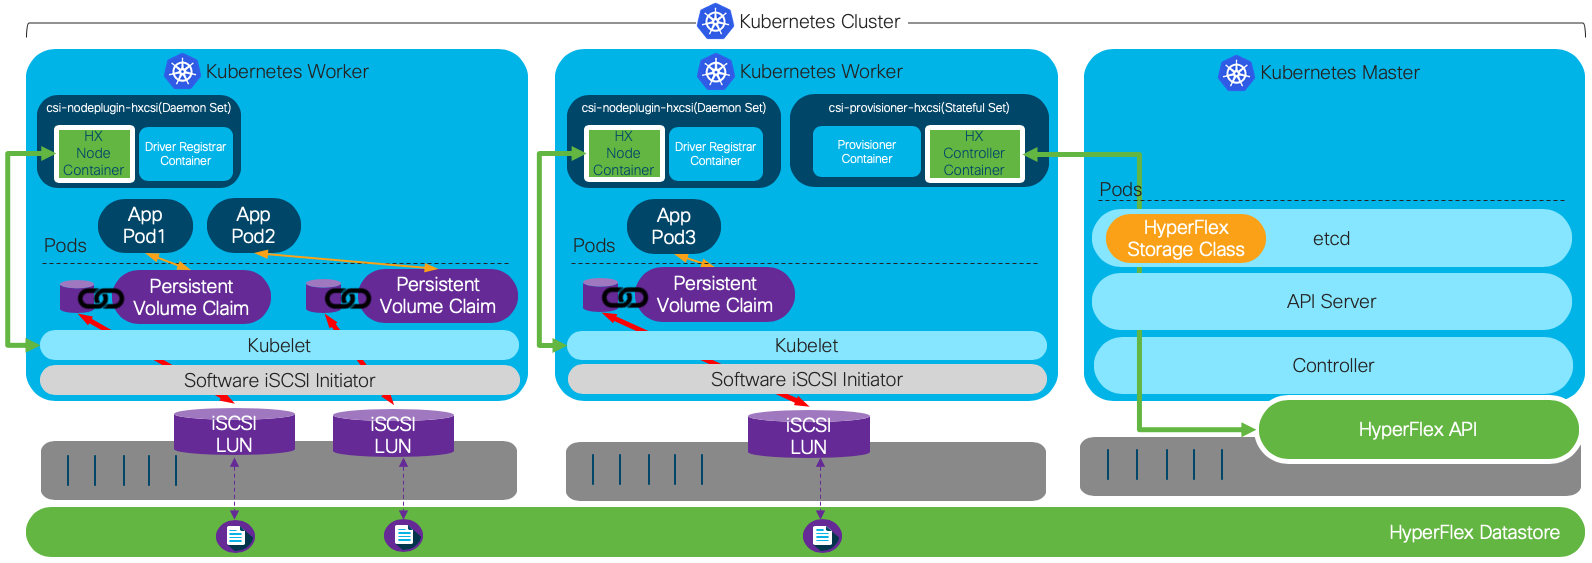 Kubernetes Cluster
Kubernetes Worker
csi-nodeplugin-hxcsi(Daemon Set)
HX
Node
Container
Driver Registrar
Container
App
Pod1
App
Pod2
Pods
Persistent
Volume Claim
Persistent
Volume Claim
Kubelet
Software iSCSI Initiator
iSCSI
LUN
iSCSI
LUN
Kubernetes Worker
csi-nodeplugin-hxcsi(Daemon Set)
HX
Node
Container
Driver Registrar
Container
csi-provisioner-hxcsi(Stateful Set)
Provisioner
Container
HX
Controller
Container
App
Pod3
Pods
Persistent
Volume Claim
Kubelet
Software iSCSI Initiator
iSCSI
LUN
Kubernetes Master
Pods
HyperFlex
Storage Class
etcd
API Server
Controller
HyperFlex API
HyperFlex Datastore